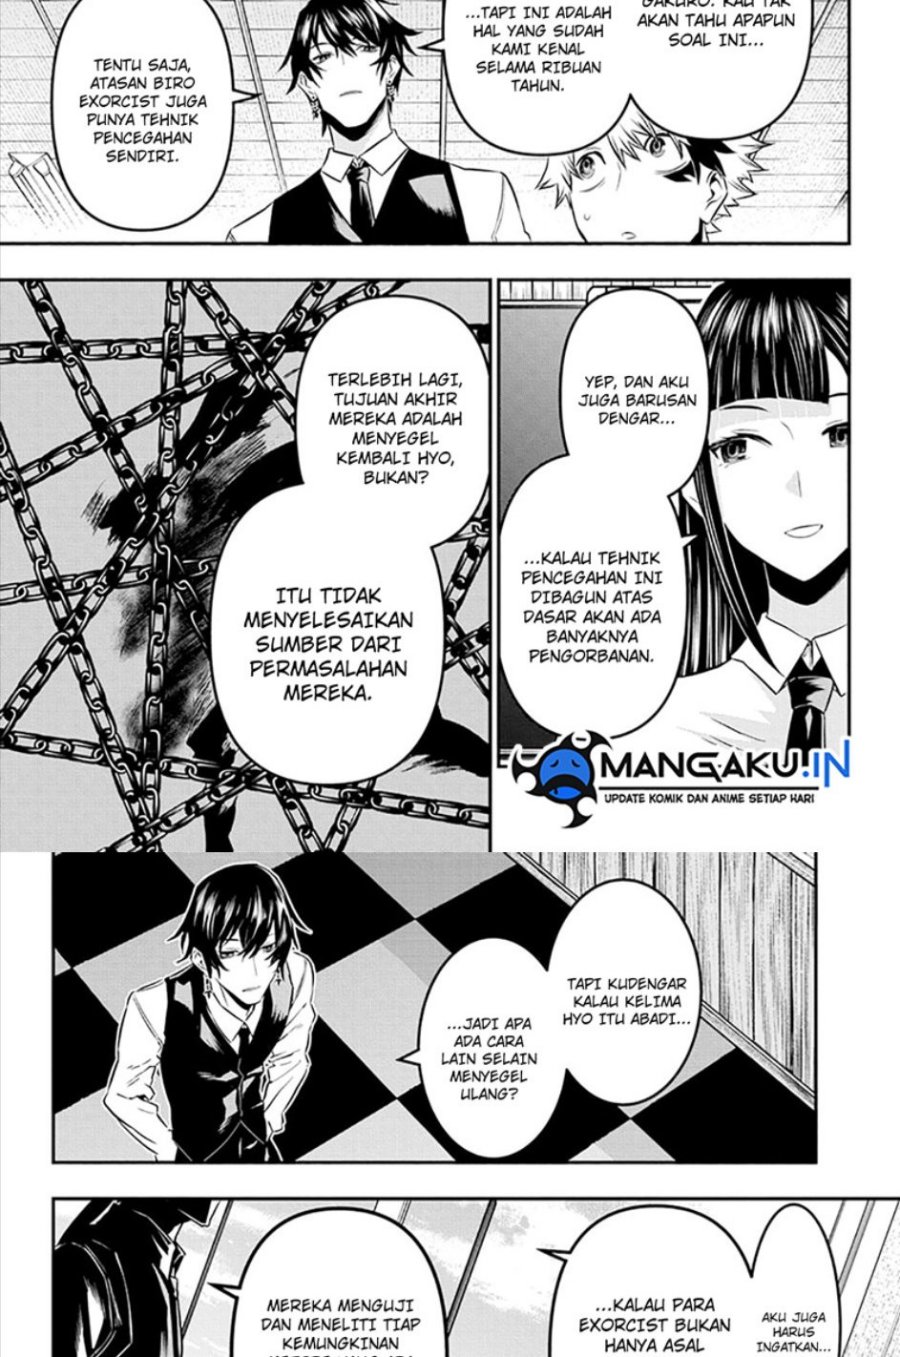 GAKURO. KAU TAK
AKAN TAHU APAPUN
SOAL INI...
...TAPI INI ADALAH
HAL YANG SUDAH
KAMI KENAL
SELAMA RIBUAN
TAHUN.
TENTU SAJA,
ATASAN BIRO
EXORCIST JUGA
PUNYA TEHNIK
PENCEGAHAN
SENDIRI.
YEP, DAN AKU
JUGA BARUSAN
DENGAR...
...KALAU TEHNIK
PENCEGAHAN INI
DIBAGUN ATAS
DASAR AKAN ADA
BANYAKNYA
PENGORBANAN.
TERLEBIH LAGI,
TUJUAN AKHIR
MEREKA ADALAH
MENYEGEL
KEMBALI HYO,
BUKAN?
ITU TIDAK
MENYELESAIKAN
SUMBER DARI
PERMASALAHAN
MEREKA.
MANGAKU.IN
UPDATE KOMIK DAN ANIME SETIAP HARI
TAPI KUDENGAR
KALAU KELIMA
HYO ITU ABADI...
...JADI APA
ADA CARA
LAIN SELAIN
MENYEGEL
ULANG?
AKU JUGA
HARUS
INGATKAN...
...KALAU PARA
EXORCIST BUKAN
HANYA ASAL
MEREKA MENGUJI
DAN MENELITI TIAP
KEMUNGKINAN